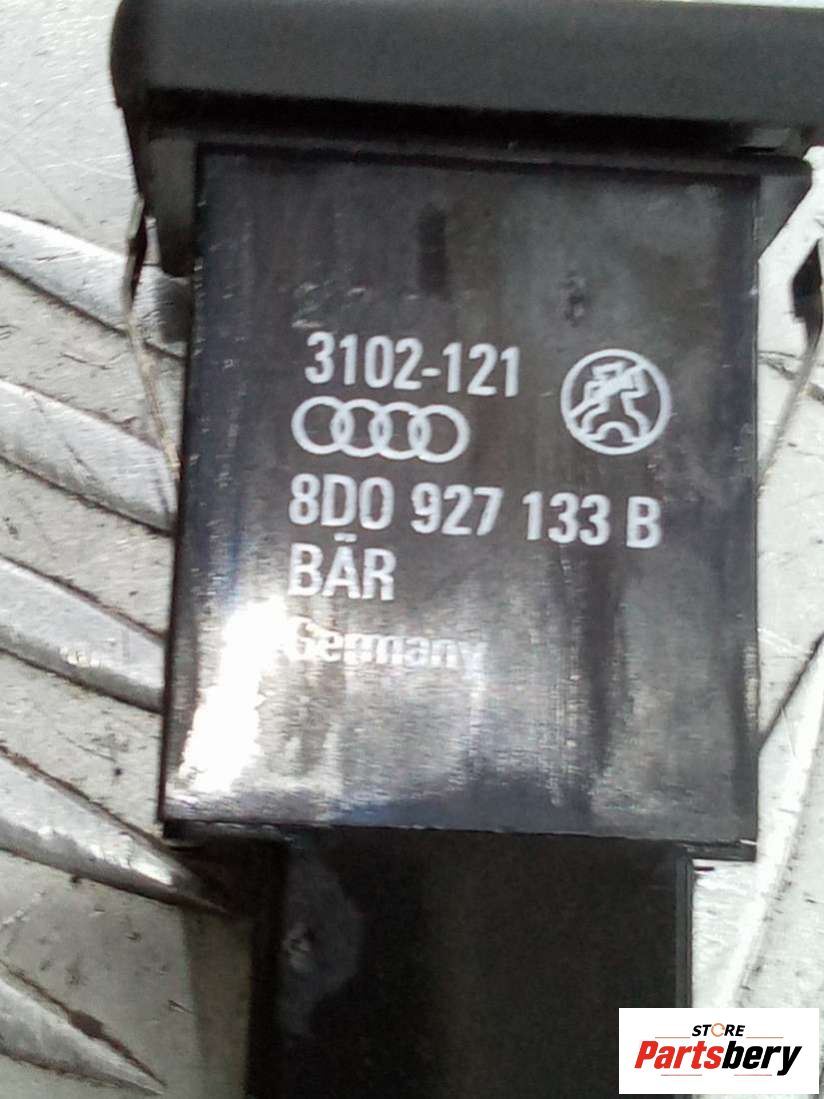 3102-121
8D0 927 133 B
BÄR
Germany
STORE
Partsbery